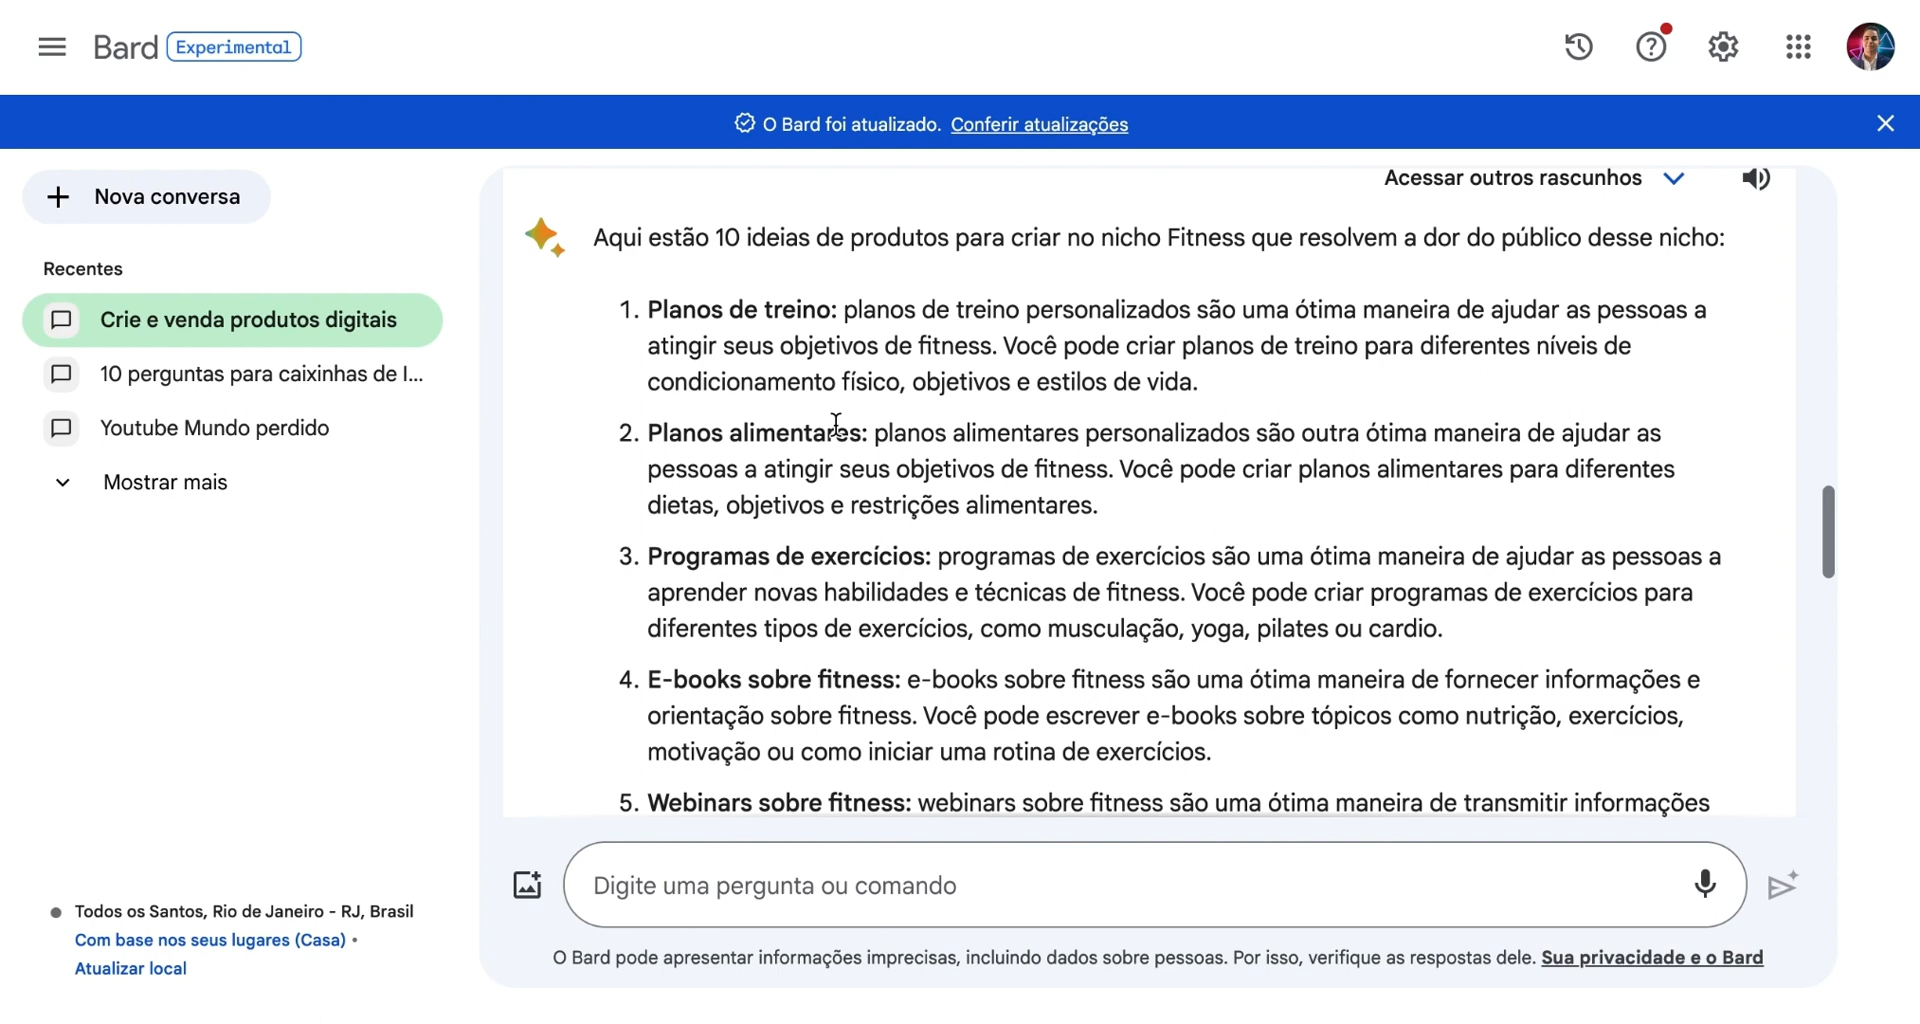 Bard Experimental
O Bard foi atualizado. Conferir atualizações
Nova conversa
Recentes
Crie e venda produtos digitais
10 perguntas para caixinhas de I...
Youtube Mundo perdido
Mostrar mais
Todos os Santos, Rio de Janeiro - RJ, Brasil
Com base nos seus lugares (Casa) •
Atualizar local
Acessar outros rascunhos
Aqui estão 10 ideias de produtos para criar no nicho Fitness que resolvem a dor do público desse nicho:
1. Planos de treino: planos de treino personalizados são uma ótima maneira de ajudar as pessoas a
atingir seus objetivos de fitness. Você pode criar planos de treino para diferentes níveis de
condicionamento físico, objetivos e estilos de vida.
2. Planos alimentares: planos alimentares personalizados são outra ótima maneira de ajudar as
pessoas a atingir seus objetivos de fitness. Você pode criar planos alimentares para diferentes
dietas, objetivos e restrições alimentares.
3. Programas de exercícios: programas de exercícios são uma ótima maneira de ajudar as pessoas a
aprender novas habilidades e técnicas de fitness. Você pode criar programas de exercícios para
diferentes tipos de exercícios, como musculação, yoga, pilates ou cardio.
4. E-books sobre fitness: e-books sobre fitness são uma ótima maneira de fornecer informações e
orientação sobre fitness. Você pode escrever e-books sobre tópicos como nutrição, exercícios,
motivação ou como iniciar uma rotina de exercícios.
5. Webinars sobre fitness: webinars sobre fitness são uma ótima maneira de transmitir informações
Digite uma pergunta ou comando
O Bard pode apresentar informações imprecisas, incluindo dados sobre pessoas. Por isso, verifique as respostas dele. Sua privacidade e o Bard